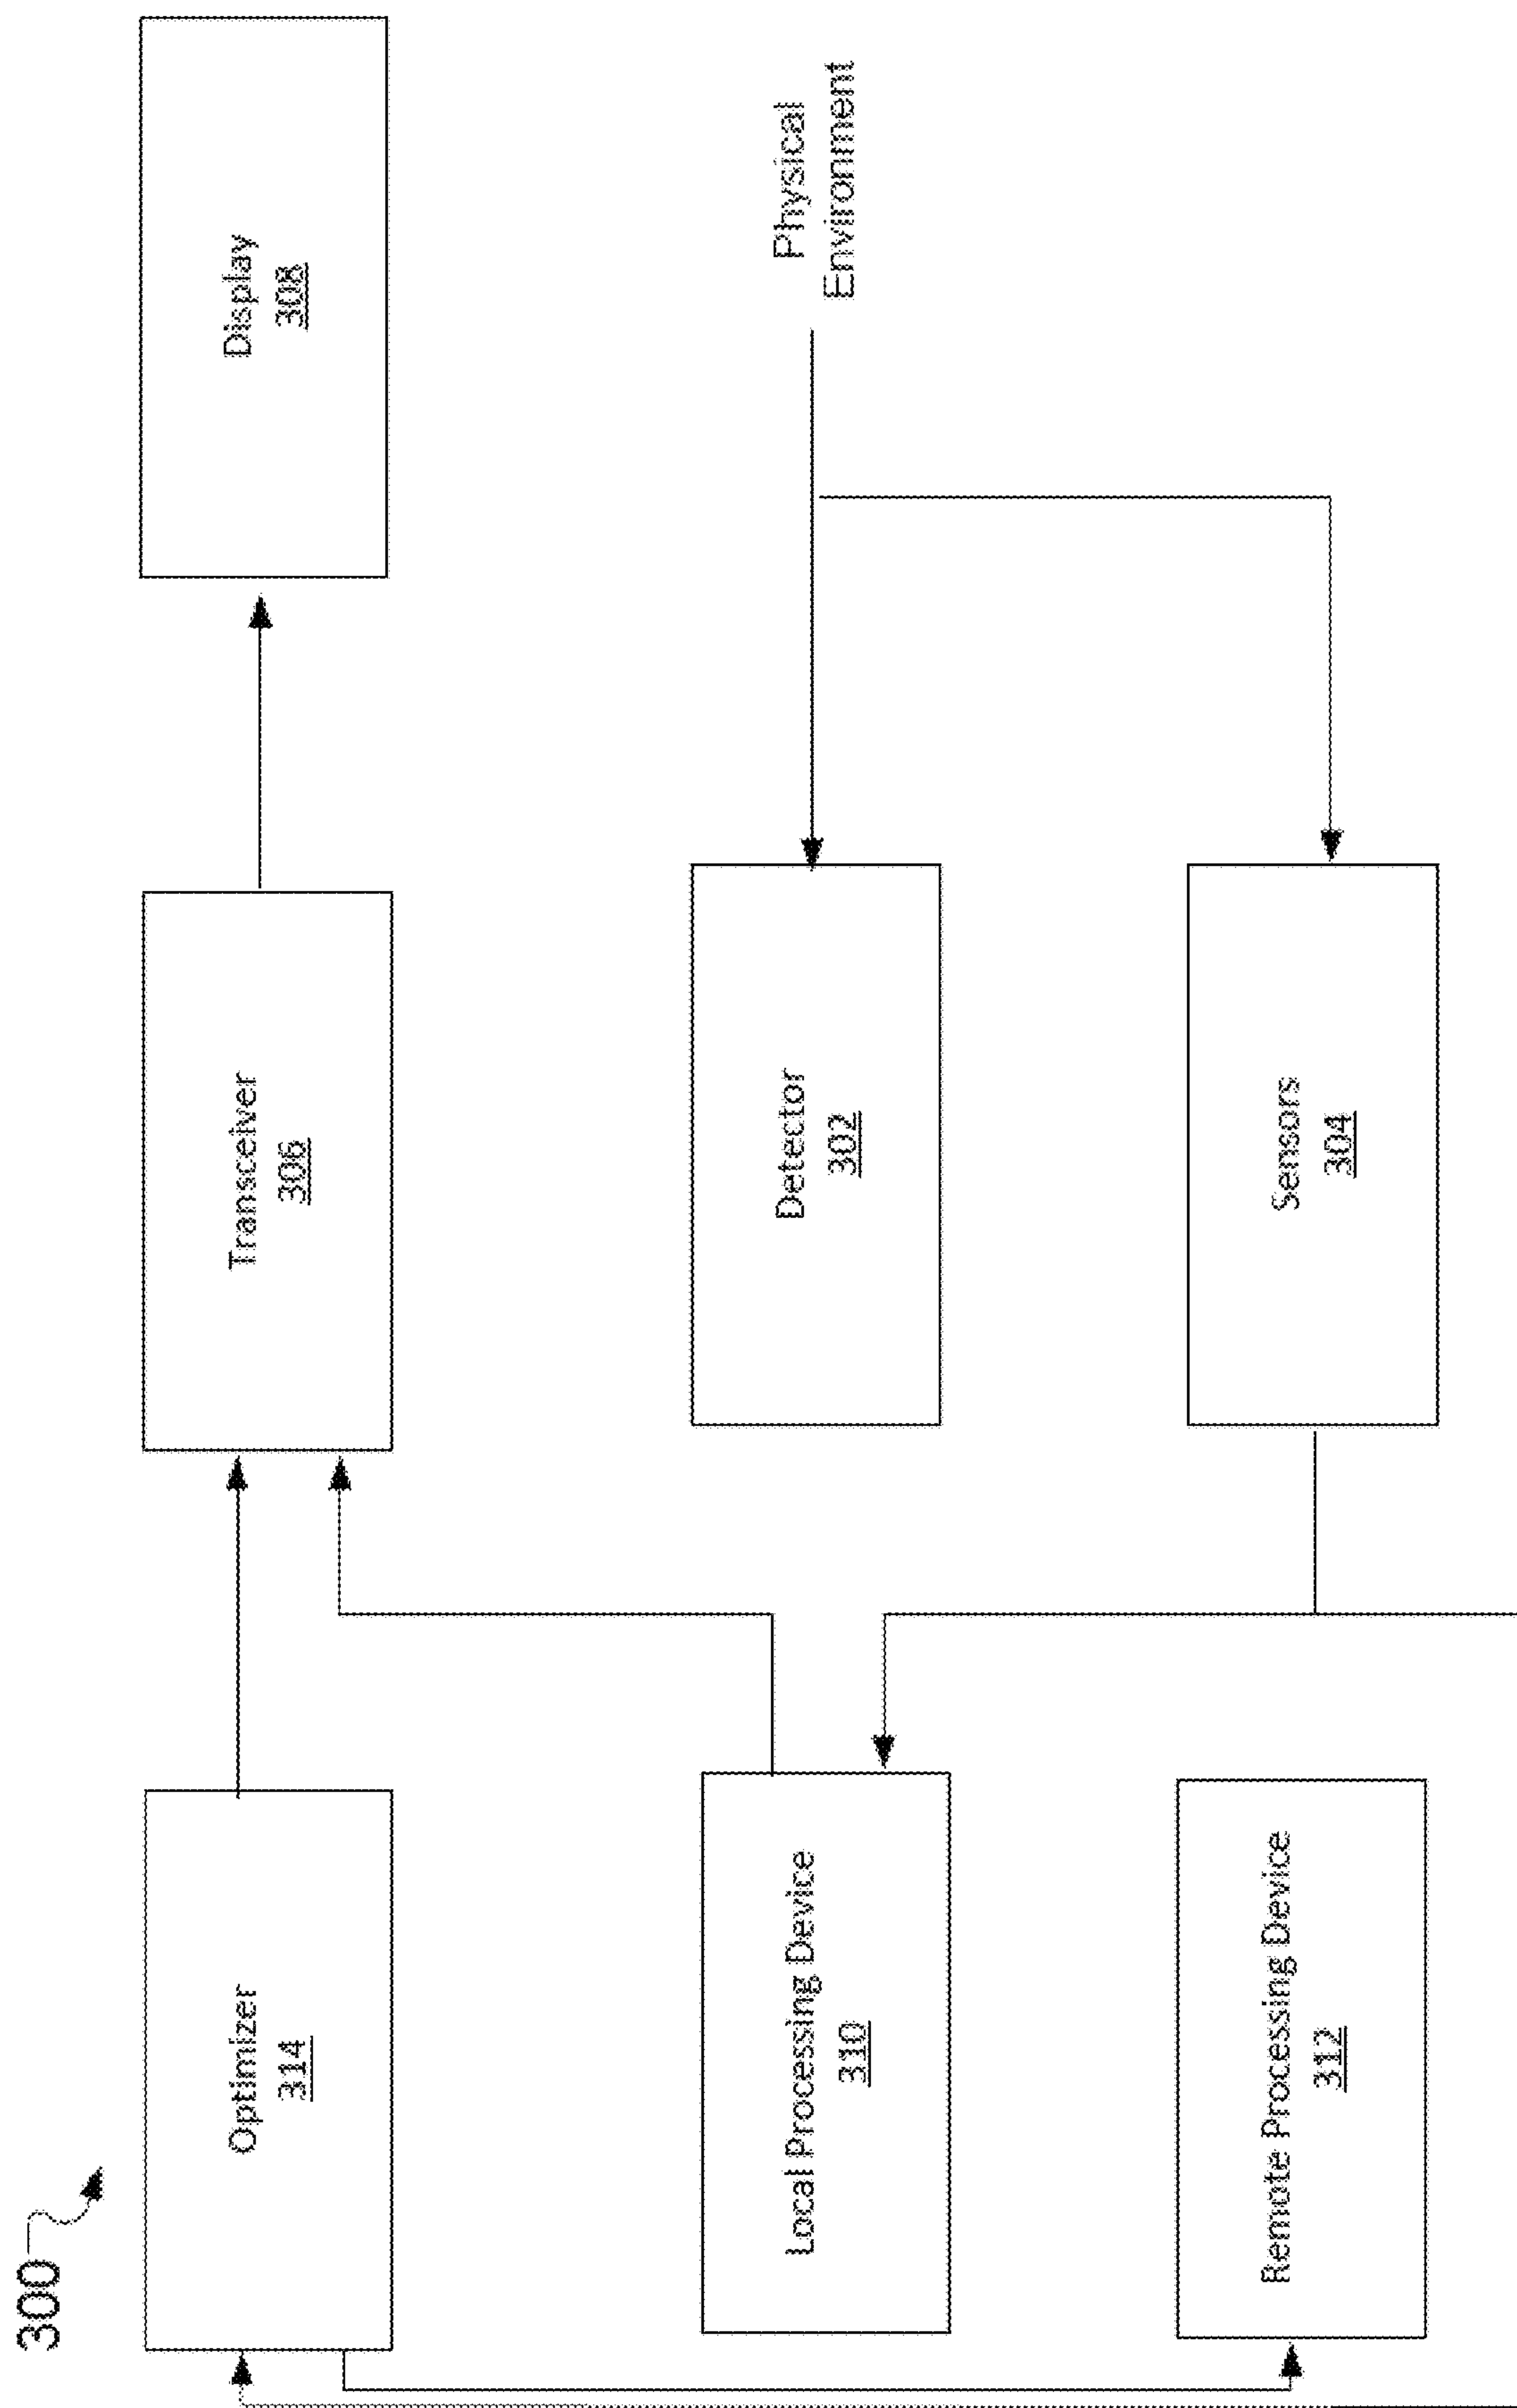 300
Optimizer
314
Transceiver
306
Display
308
Local Processing Device
310
Detector
302
Physical
Environment
Remote Processing Device
312
Sensors
304